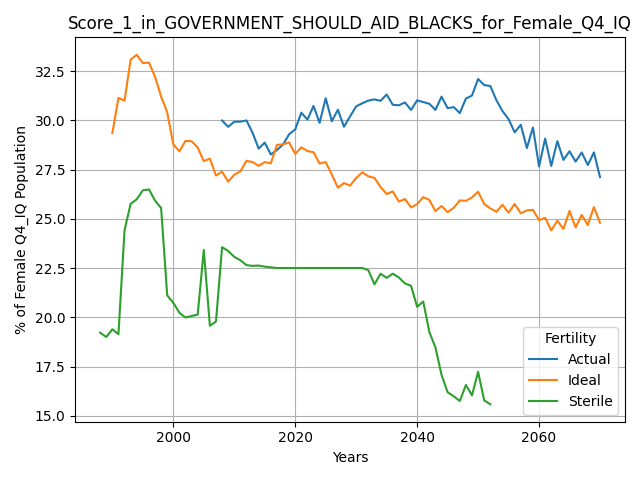 Score_1_in_GOVERNMENT_SHOULD_AID_BLACKS_for_Female_Q4_IQ
% of Female Q4_IQ Population
32.5
30.0
27.5
25.0
22.5
20.0
17.5
15.0
2000
2020
2040
2060
Years
Fertility
Actual
Ideal
Sterile